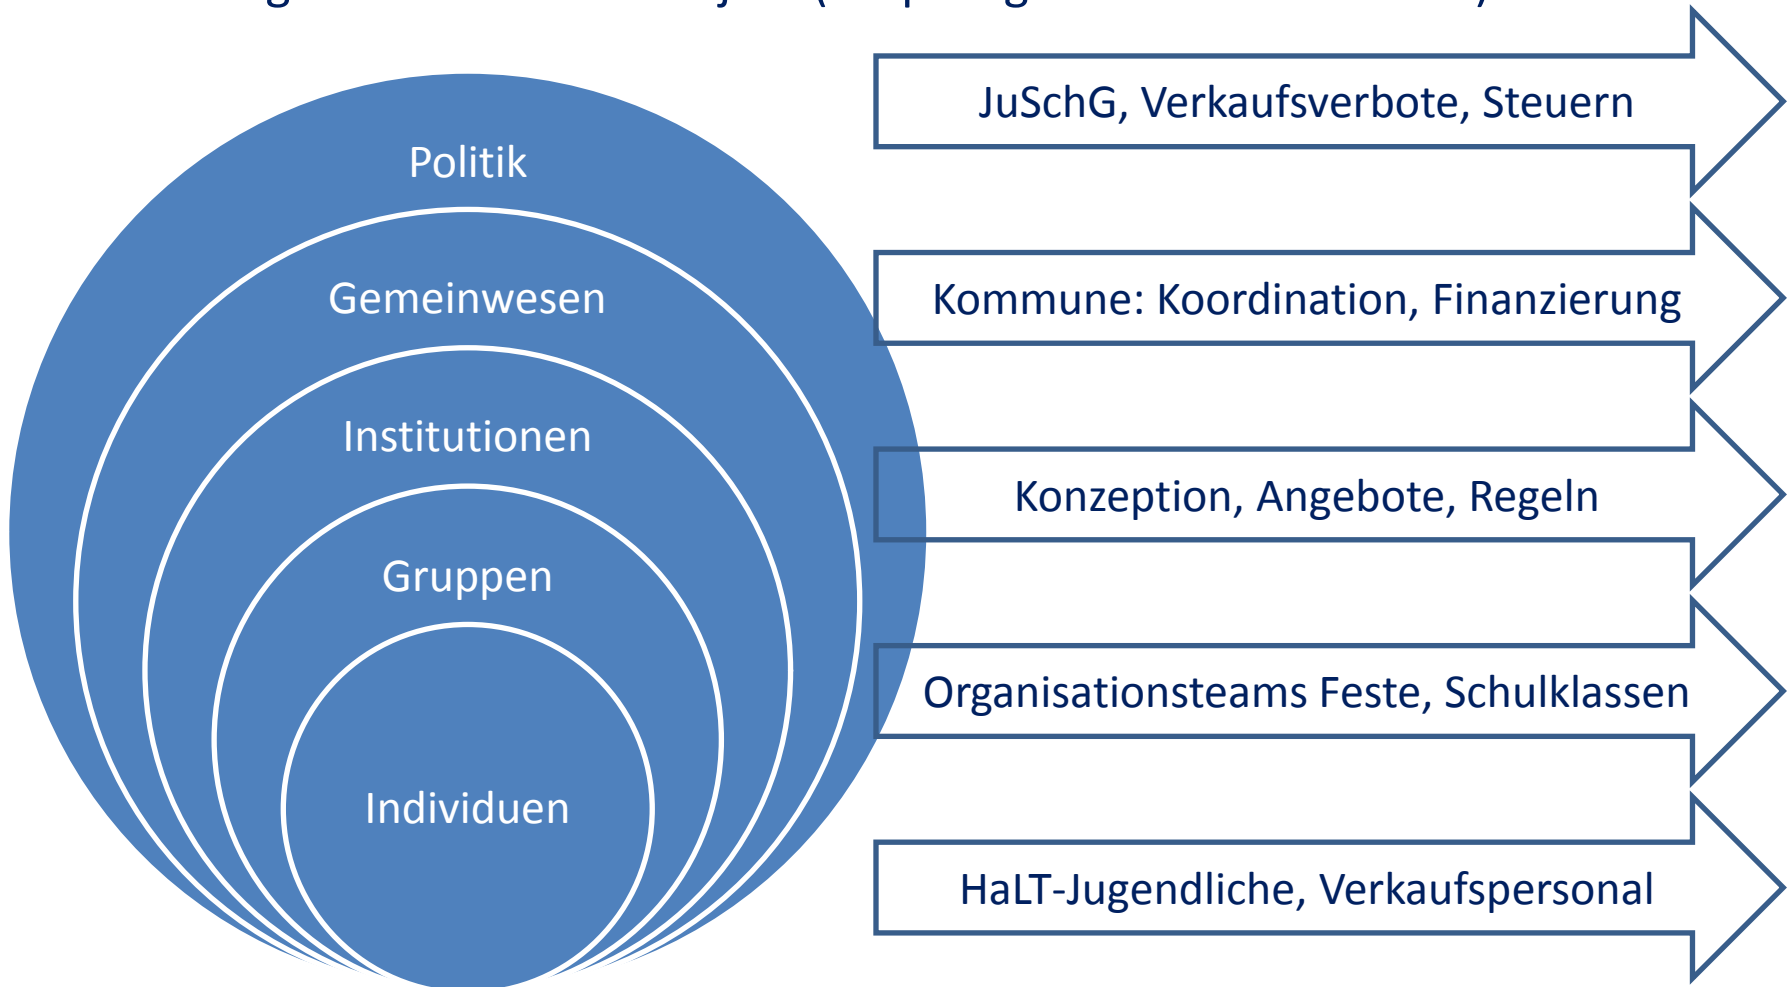 Politik
Gemeinwesen
Institutionen
Gruppen
Individuen
JuSchG, Verkaufsverbote, Steuern
Kommune: Koordination, Finanzierung
Konzeption, Angebote, Regeln
Organisationsteams Feste, Schulklassen
HaLT-Jugendliche, Verkaufspersonal